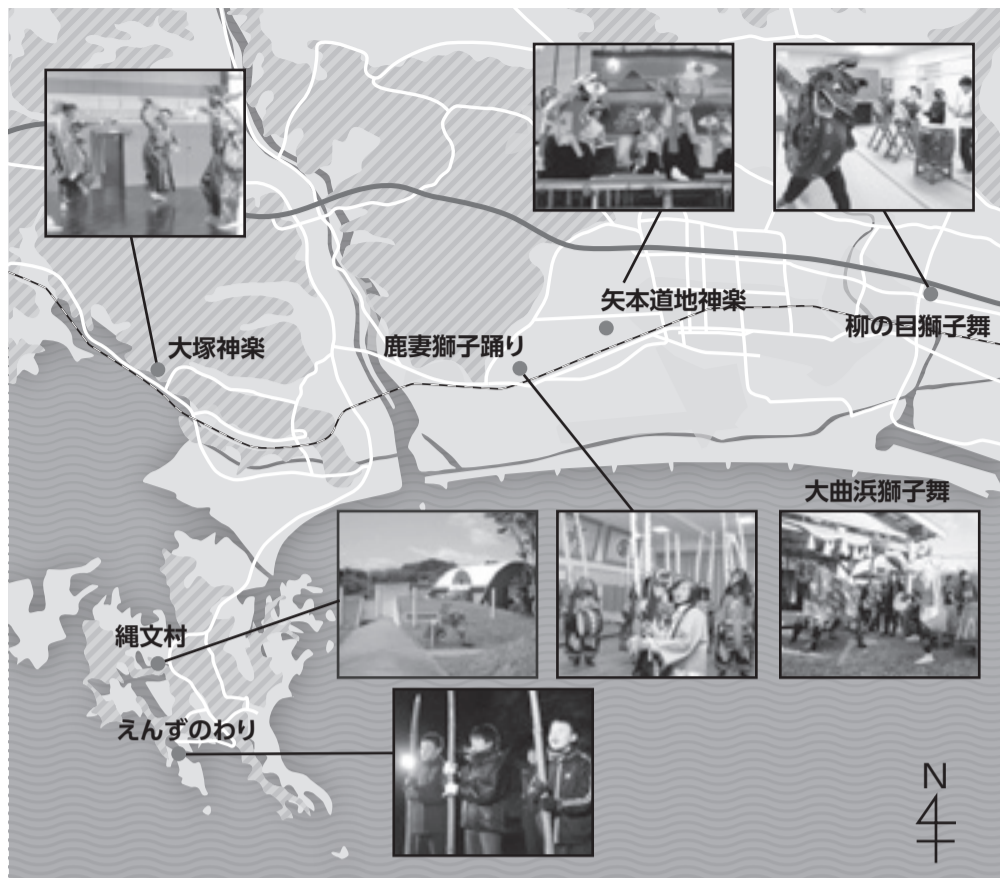 矢本道地神楽
柳の目獅子舞
大塚神楽
鹿妻獅子踊り
大曲浜獅子舞
縄文村
えんずのわり
N